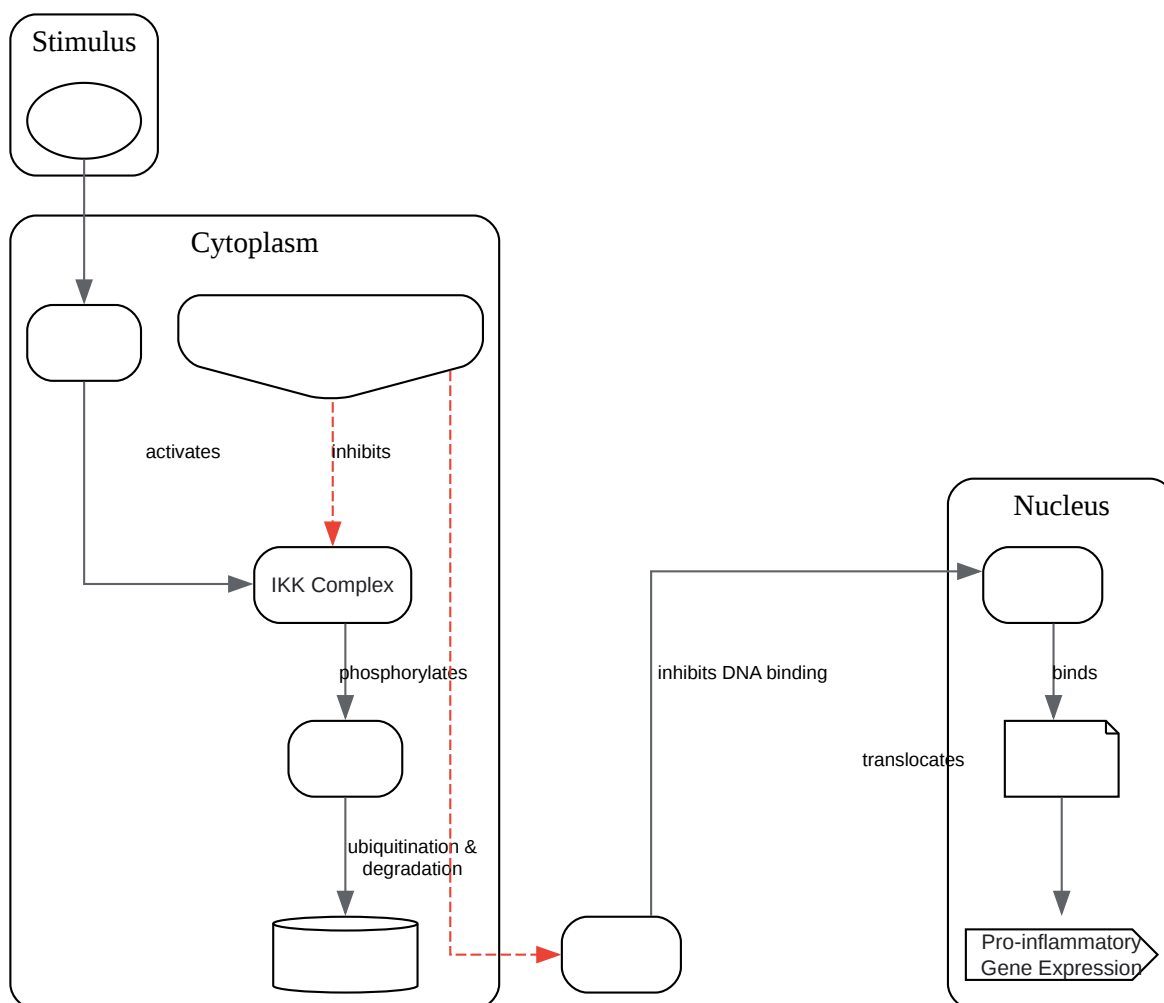 Stimulus
Cytoplasm
activates
inhibits
Nucleus
IKK Complex
phosphorylates
inhibits DNA binding
binds
translocates
ubiquitination &
degradation
Pro-inflammatory
Gene Expression